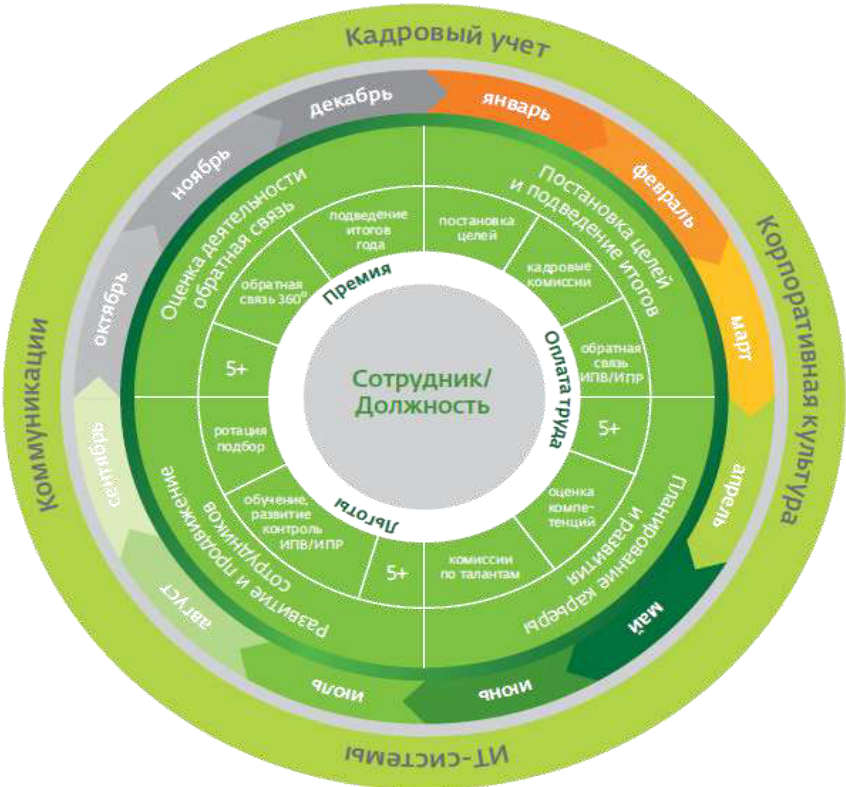 Кадровый учет
Корпоративная культура
ИТ-системы
Коммуникации
январь
февраль
март
апрель
май
июнь
июль
август
сентябрь
октябрь
ноябрь
декабрь
Постановка целей
и подведение итогов
Планирование карьеры
и развития
Развитие и продвижение
сотрудников
Оценка деятельности
обратная связь
постановка
целей
кадровые
комиссии
обратная
связь
ИПВ/ИПР
5+
оценка
компе-
тенций
комиссии
по талантам
5+
обучение,
развитие
контроль
ИПВ/ИПР
ротация
подбор
5+
обратная
связь 360°
подведение
итогов
года
Премия
Оплата труда
Льготы
Сотрудник/
Должность